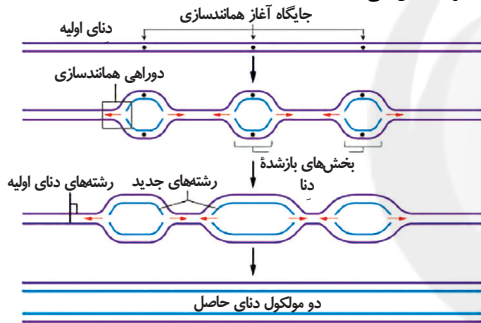 جایگاه آغاز همانندسازی
دنای اولیه
دوراهی همانندسازی
بخش‌های بازشدۀ
دنا
رشته‌های جدید
رشته‌های دنای اولیه
دو مولکول دنای حاصل